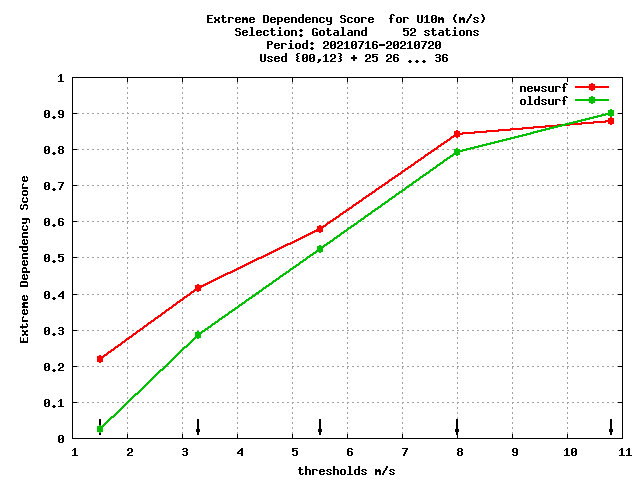 Extreme Dependency Score  for U10m (m/s)
Selection: Gotaland     52 stations
Period: 20210716-20210720
Used {00,12} + 25 26 ... 36
newsurf
oldsurf
1
0.9
0.8
0.7
0.6
0.5
0.4
0.3
0.2
0.1
0
Extreme Dependency Score
1 2 3 4 5 6 7 8 9 10 11
thresholds m/s